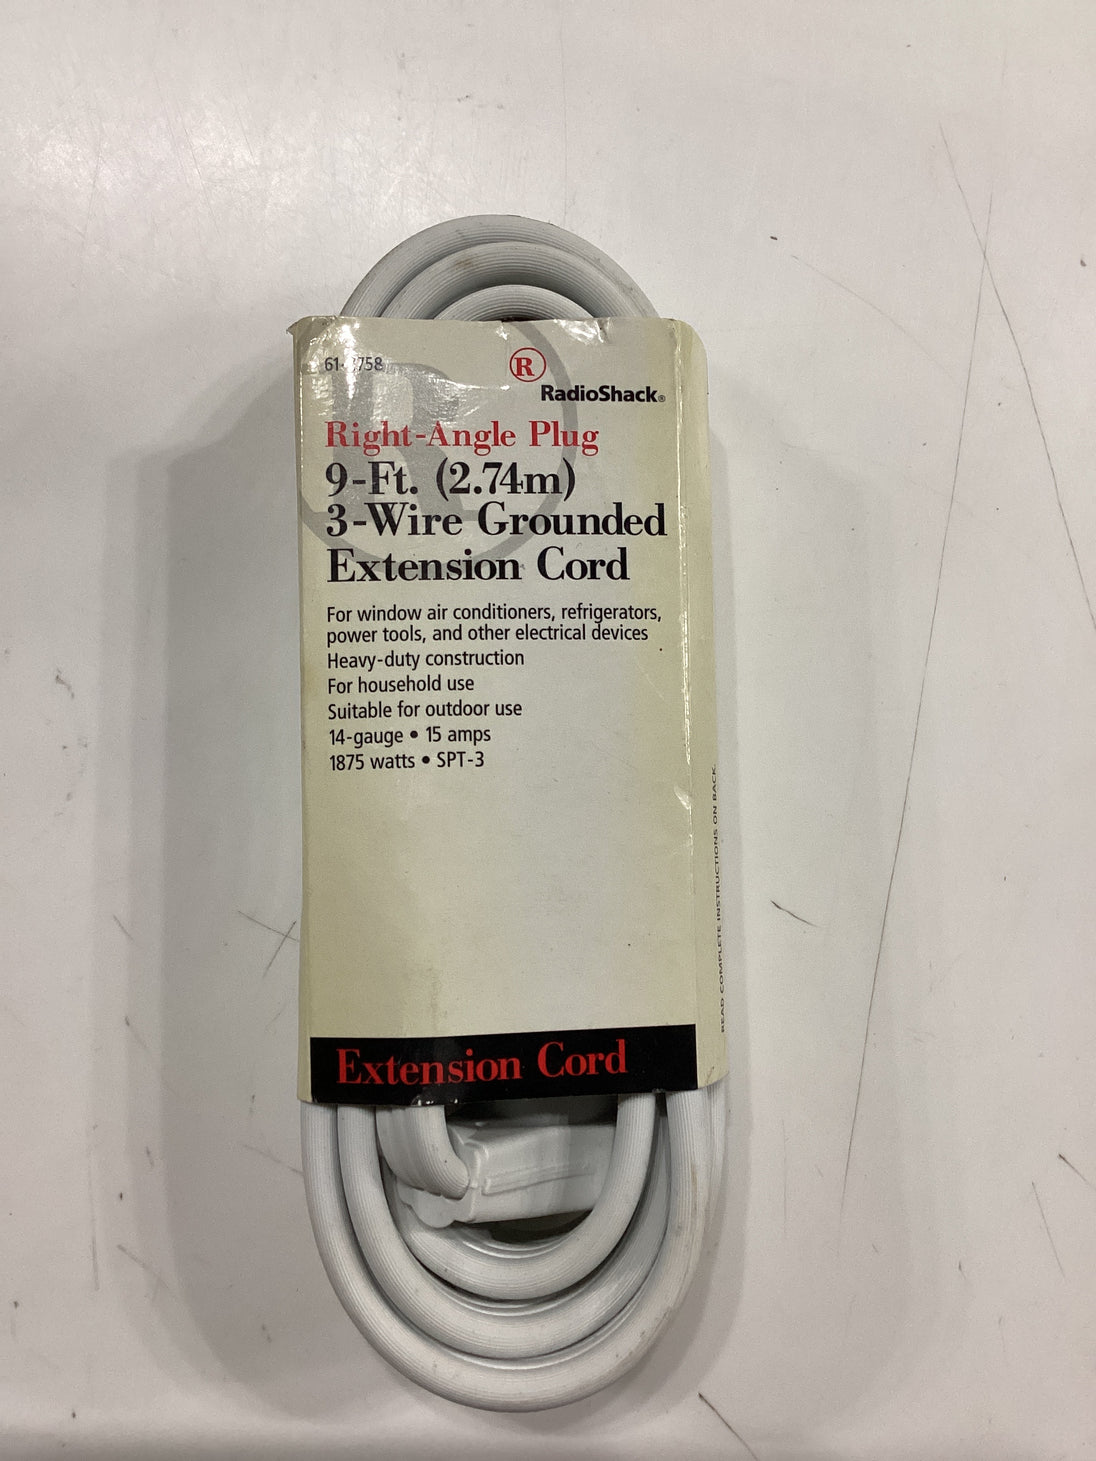 R
RadioShack®
Right-Angle Plug
9-Ft. (2.74m)
3-Wire Grounded
Extension Cord
For window air conditioners, refrigerators,
power tools, and other electrical devices
Heavy-duty construction
For household use
Suitable for outdoor use
14-gauge • 15 amps
1875 watts • SPT-3
READ COMPLETE INSTRUCTIONS ON BACK.
Extension Cord